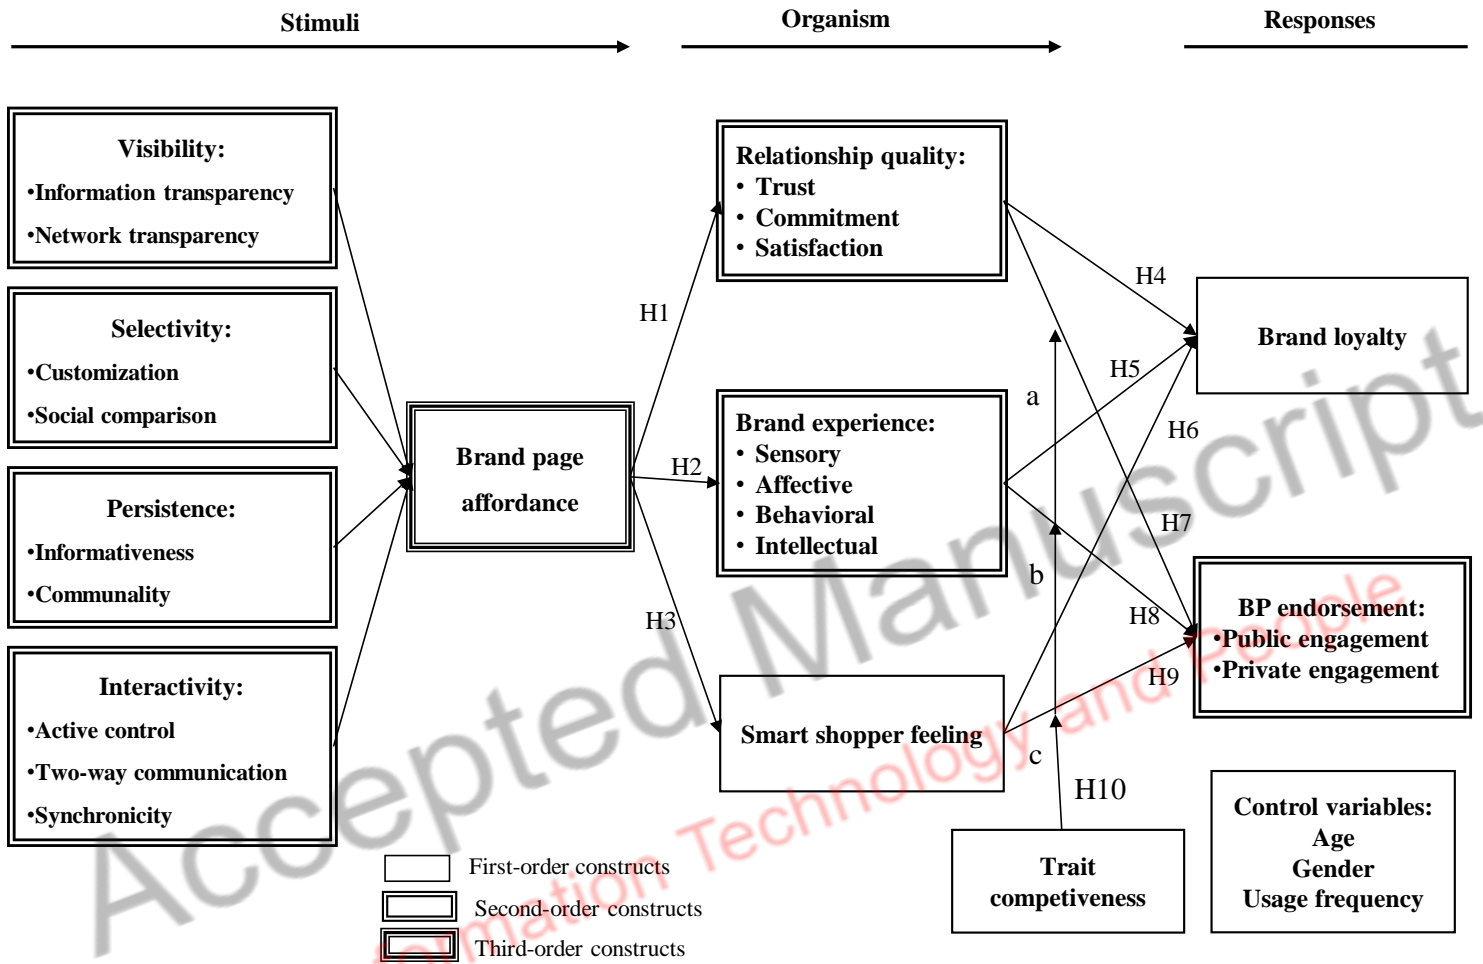 Stimuli
Organism
Responses
Visibility:
•Information transparency
•Network transparency
Selectivity:
•Customization
•Social comparison
Persistence:
•Informativeness
•Communality
Interactivity:
•Active control
•Two-way communication
•Synchronicity
Brand page
affordance
H1
H2
H3
Relationship quality:
• Trust
• Commitment
• Satisfaction
Brand experience:
• Sensory
• Affective
• Behavioral
• Intellectual
Smart shopper feeling
H4
H5
H6
H7
H8
H9
a
b
c
H10
Brand loyalty
BP endorsement:
•Public engagement
•Private engagement
Trait
competiveness
Control variables:
Age
Gender
Usage frequency
First-order constructs
Second-order constructs
Third-order constructs
Accepted Manuscript
formation Technology and People